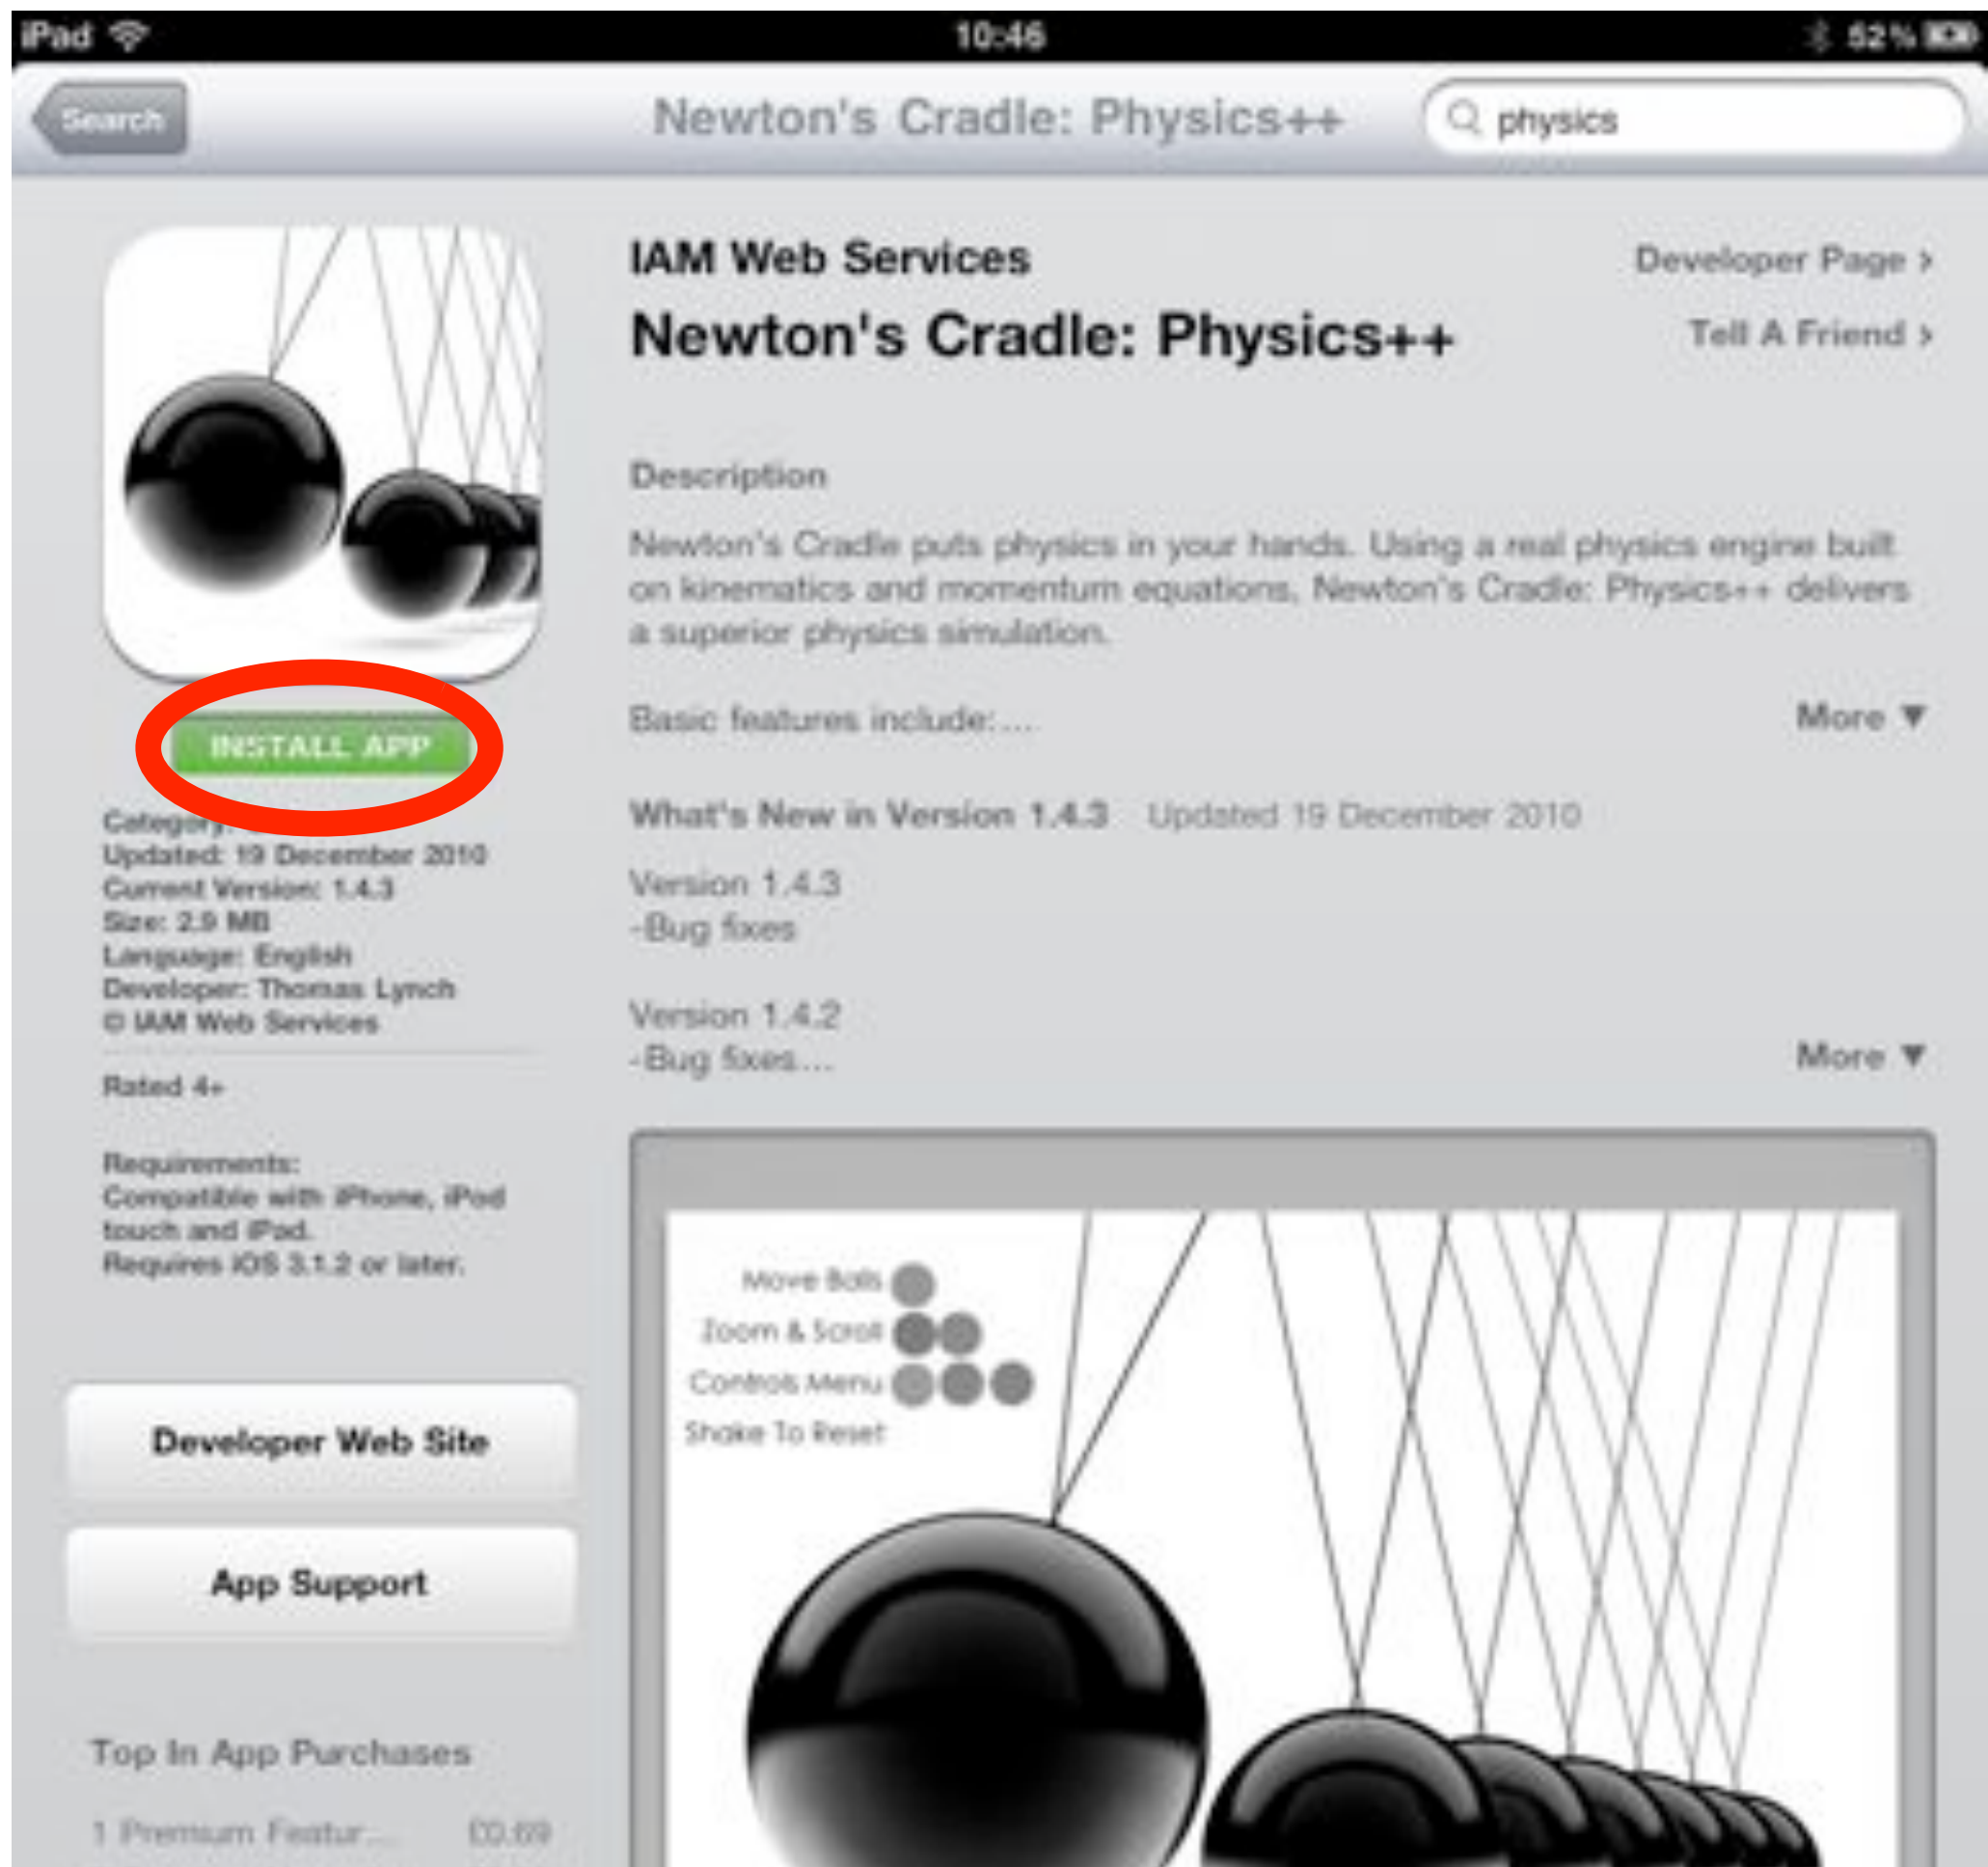 iPad
10:46
52%
Search
Newton's Cradle: Physics++
physics
IAM Web Services
Developer Page >
Newton's Cradle: Physics++
Tell A Friend >
Description
Newton's Cradle puts physics in your hands. Using a real physics engine built
on kinematics and momentum equations, Newton's Cradle: Physics++ delivers
a superior physics simulation.
Basic features include:...
More ▼
INSTALL APP
Category:
Updated: 19 December 2010
Current Version: 1.4.3
Size: 2.9 MB
Language: English
Developer: Thomas Lynch
© IAM Web Services
Rated 4+
Requirements:
Compatible with iPhone, iPod
touch and iPad.
Requires iOS 3.1.2 or later.
What's New in Version 1.4.3 Updated 19 December 2010
Version 1.4.3
-Bug fixes
Version 1.4.2
-Bug fixes....
More ▼
Move Balls
Zoom & Scroll
Controls Menu
Shake To Reset
Developer Web Site
App Support
Top In App Purchases
1 Premium Featur... £0.69